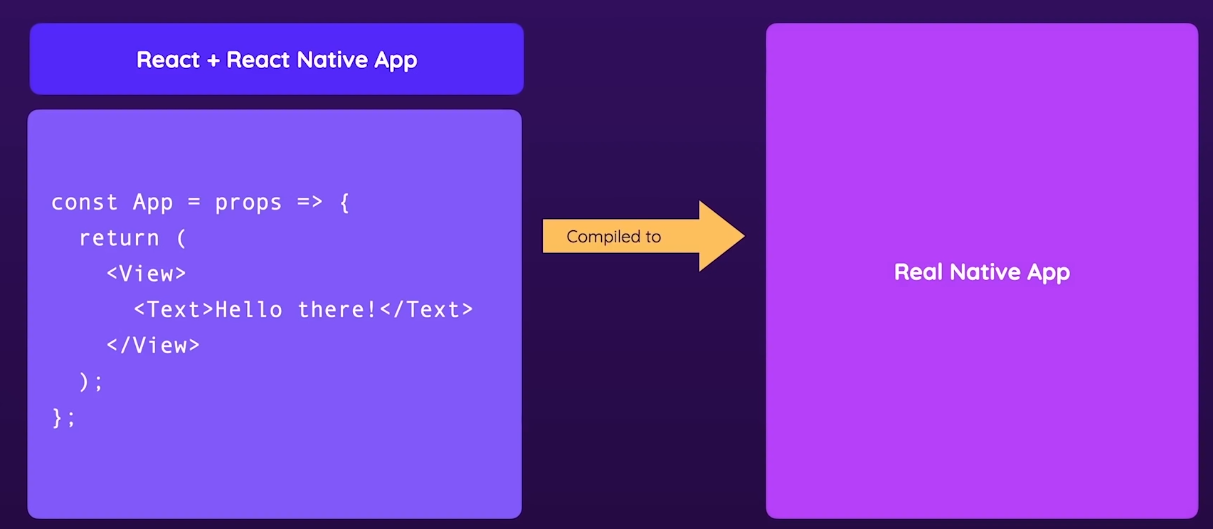 React + React Native App
const App = props => {
  return (
    <View>
      <Text>Hello there!</Text>
    </View>
  );
};
Compiled to
Real Native App